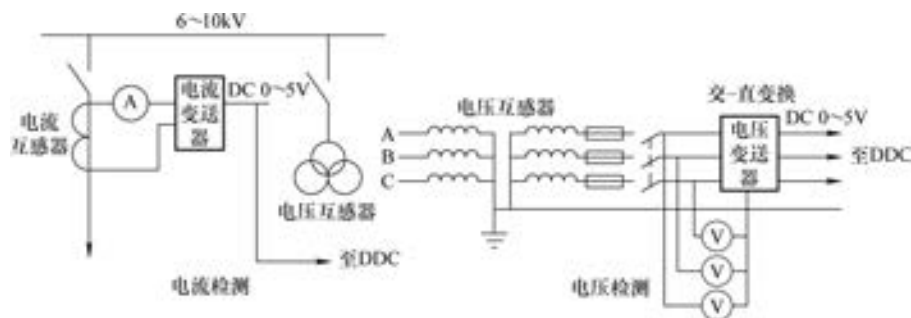 6~10kV
电流互感器
A
电流变送器
DC 0~5V
电压互感器
至DDC
电流检测
电压互感器
A
B
C
交-直变换
电压变送器
DC 0~5V
至DDC
V
V
V
电压检测